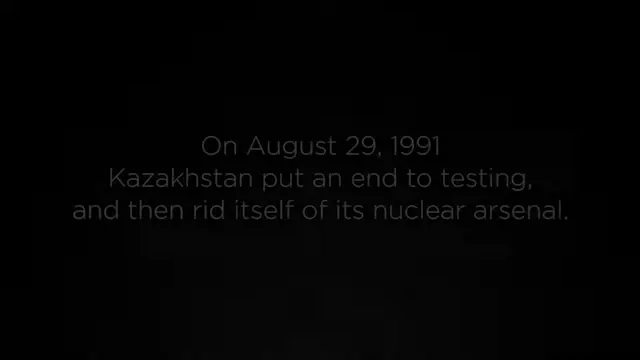 On August 29, 1991
Kazakhstan put an end to testing,
and then rid itself of its nuclear arsenal.